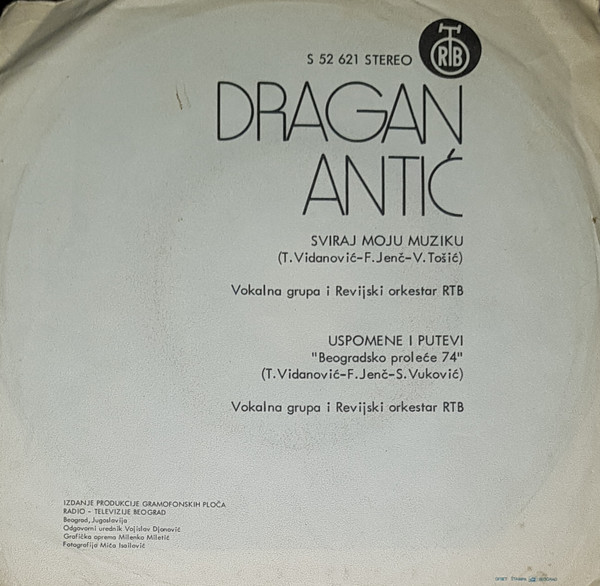 S 52 621 STEREO
RTB
DRAGAN
ANTIĆ
SVIRAJ MOJU MUZIKU
(T. Vidanović-F. Jenč-V. Tošić)
Vokalna grupa i Revijski orkestar RTB
USPOMENE I PUTEVI
"Beogradsko proleće 74"
(T. Vidanović-F. Jenč-S. Vuković)
Vokalna grupa i Revijski orkestar RTB
IZDANJE PRODUKCIJE GRAMOFONSKIH PLOČA
RADIO - TELEVIZIJE BEOGRAD
Beograd, Jugoslavija
Odgovorni urednik Vojislav Djonović
Grafička oprema Milenko Miletić
Fotografija Mića Isailović